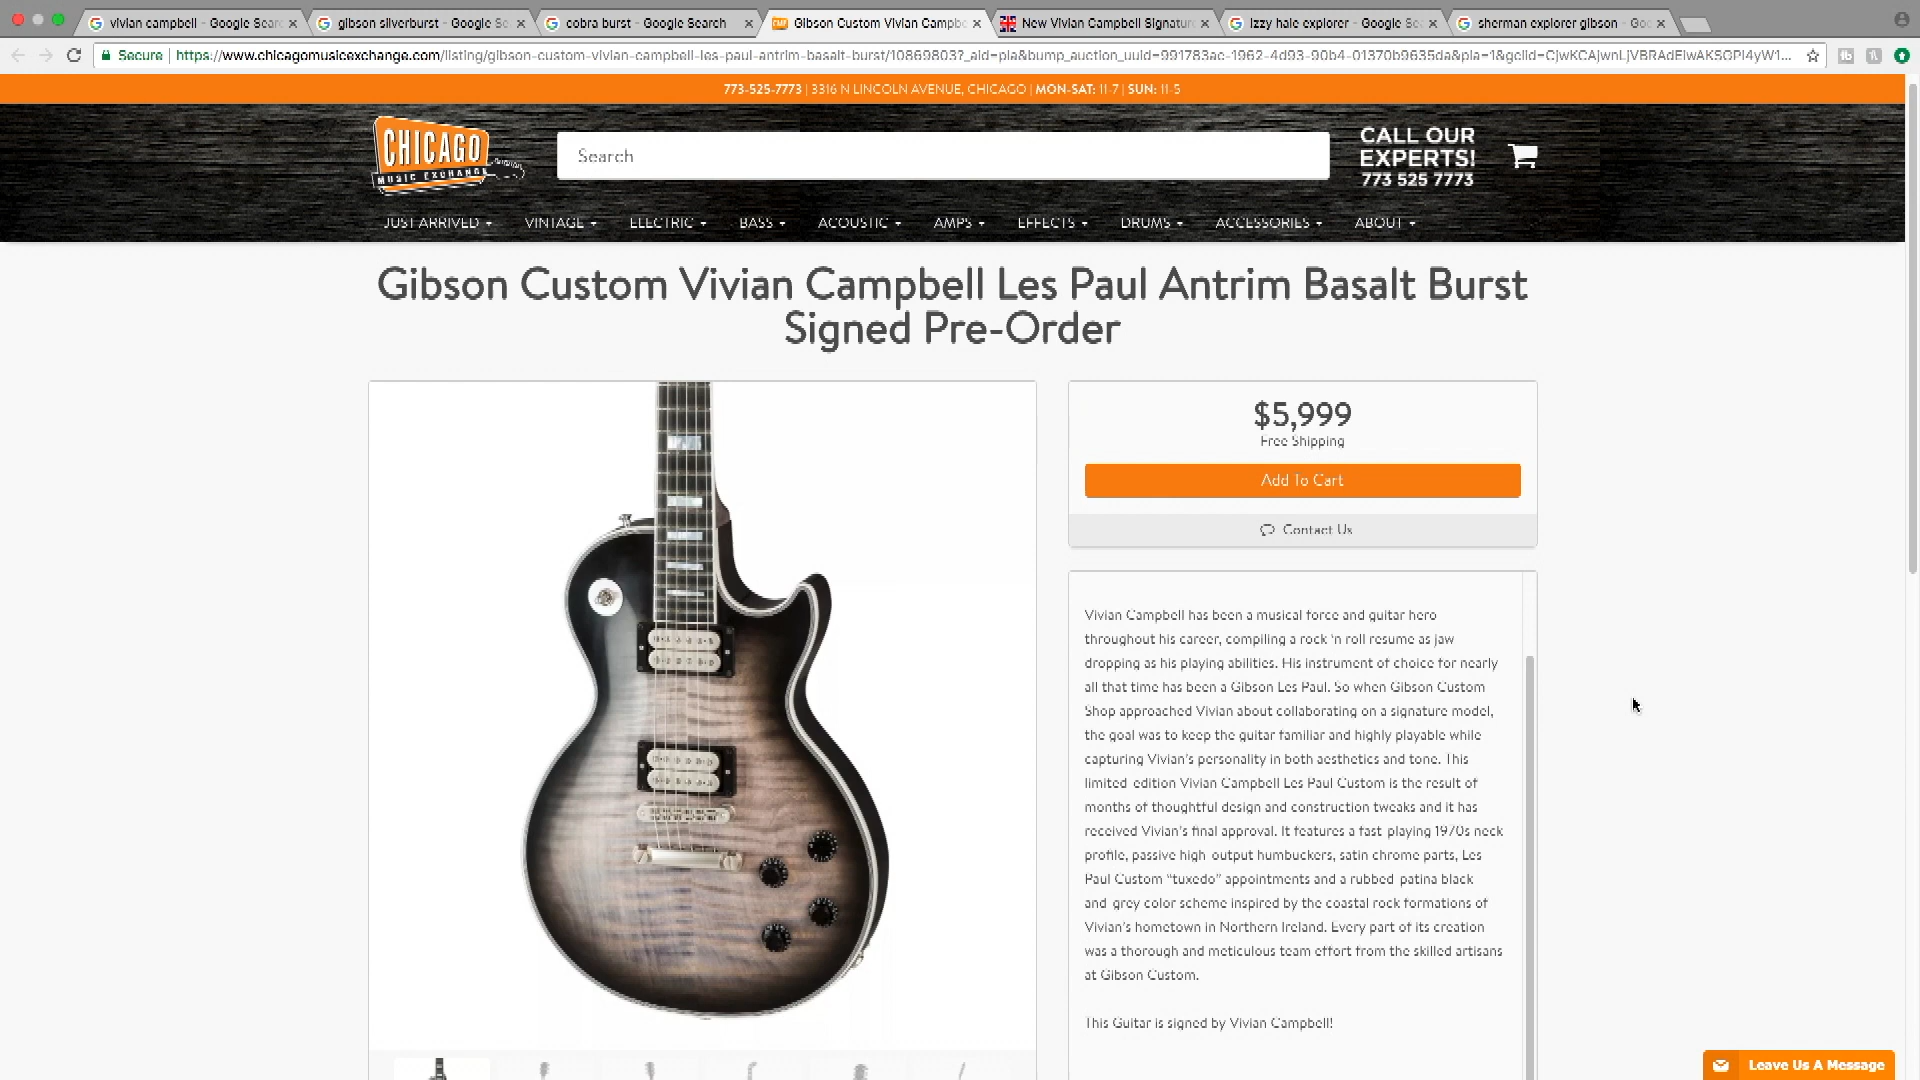 vivian campbell - Google Sear
gibson silverburst - Google Se
cobra burst - Google Search
Gibson Custom Vivian Campbe
New Vivian Campbell Signatur
izzy hale explorer - Google Se
sherman explorer gibson - Goo
Secure | https://www.chicagomusicexchange.com/listing/gibson-custom-vivian-campbell-les-paul-antrim-basalt-burst/10869803?_aid=pla&bump_auction_uuid=991783ac-1962-4d93-90b4-01370b9635da&pla=1&gclid=CjwKCAjwnLjVBRAdEiwAKSGPI4yW1...
773-525-7773 | 3316 N LINCOLN AVENUE, CHICAGO | MON-SAT: 11-7 | SUN: 11-5
CHICAGO
MUSIC EXCHANGE
Search
CALL OUR
EXPERTS!
773 525 7773
JUST ARRIVED VINTAGE ELECTRIC BASS ACOUSTIC AMPS EFFECTS DRUMS ACCESSORIES ABOUT
Gibson Custom Vivian Campbell Les Paul Antrim Basalt Burst
Signed Pre-Order
$5,999
Free Shipping
Add To Cart
Contact Us
Vivian Campbell has been a musical force and guitar hero
throughout his career, compiling a rock 'n roll resume as jaw
dropping as his playing abilities. His instrument of choice for nearly
all that time has been a Gibson Les Paul. So when Gibson Custom
Shop approached Vivian about collaborating on a signature model,
the goal was to keep the guitar familiar and highly playable while
capturing Vivian's personality in both aesthetics and tone. This
limited-edition Vivian Campbell Les Paul Custom is the result of
months of thoughtful design and construction tweaks and it has
received Vivian's final approval. It features a fast-playing 1970s neck
profile, passive high-output humbuckers, satin chrome parts, Les
Paul Custom "tuxedo" appointments and a rubbed-patina black
and-grey color scheme inspired by the coastal rock formations of
Vivian's hometown in Northern Ireland. Every part of its creation
was a thorough and meticulous team effort from the skilled artisans
at Gibson Custom.
This Guitar is signed by Vivian Campbell!
Leave Us A Message